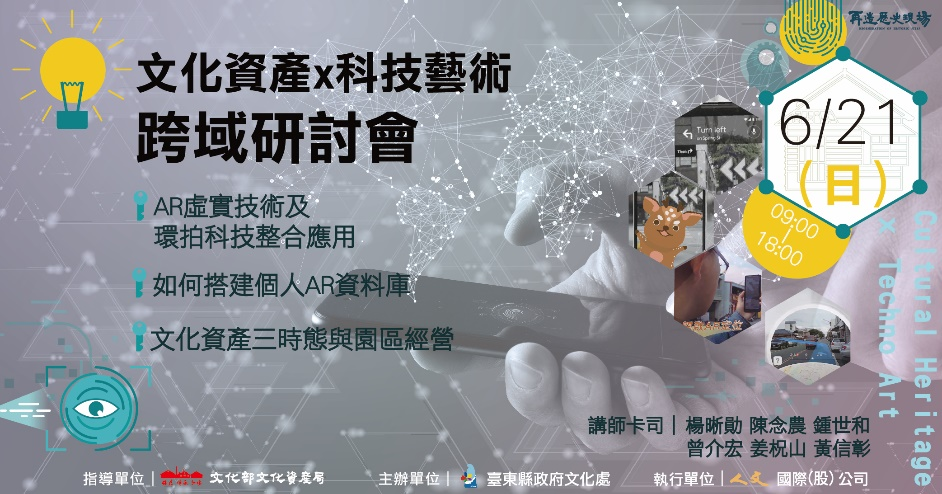 再造歷史現場
文化資產x科技藝術
跨域研討會
6/21
(日)
09:00
18:00
Turn left
Then
AR虛實技術及
環拍科技整合應用
如何搭建個人AR資料庫
文化資產三時態與園區經營
Cultural Heritage
x Techno Art
講師卡司｜楊晰勛 陳念農 鍾世和
曾介宏 姜柷山 黃信彰
指導單位｜文化部文化資產局
主辦單位｜臺東縣政府文化處
執行單位｜人文 國際(股)公司